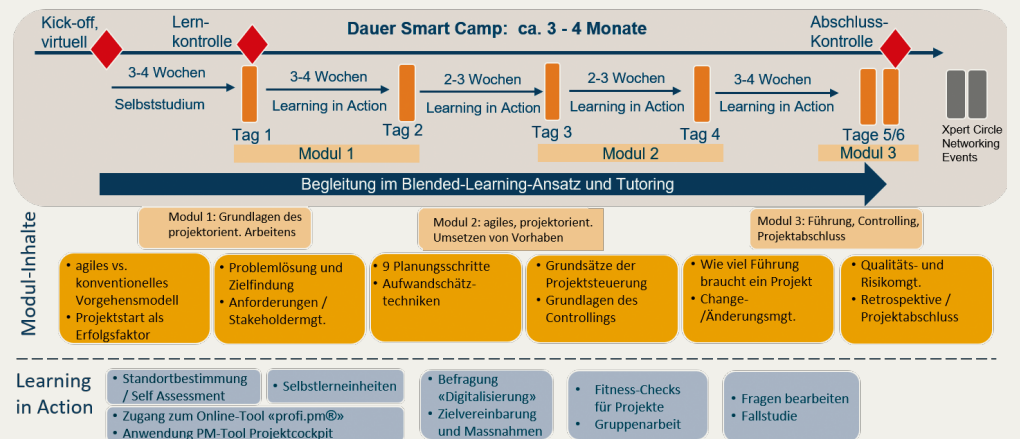 Kick-off,
virtuell
Lern-
kontrolle
Dauer Smart Camp: ca. 3 - 4 Monate
Abschluss-
Kontrolle
3-4 Wochen
Selbststudium
3-4 Wochen
Learning in Action
2-3 Wochen
Learning in Action
2-3 Wochen
Learning in Action
3-4 Wochen
Learning in Action
Tag 1
Tag 2
Tag 3
Tag 4
Tage 5/6
Modul 1
Modul 2
Modul 3
Xpert Circle
Networking
Events
Begleitung im Blended-Learning-Ansatz und Tutoring
Modul-Inhalte
Modul 1: Grundlagen des
projektorient. Arbeitens
Modul 2: agiles, projektorient.
Umsetzen von Vorhaben
Modul 3: Führung, Controlling,
Projektabschluss
• agiles vs.
konventionelles
Vorgehensmodell
• Projektstart als
Erfolgsfaktor
• Problemlösung und
Zielfindung
• Anforderungen /
Stakeholdermgt.
• 9 Planungsschritte
• Aufwandschätz-
techniken
• Grundsätze der
Projektsteuerung
• Grundlagen des
Controllings
• Wie viel Führung
braucht ein Projekt
• Change-
/Änderungsmgt.
• Qualitäts- und
Risikomgt.
• Retrospektive /
Projektabschluss
Learning
in Action
• Standortbestimmung
/ Self Assessment
• Selbstlerneinheiten
• Zugang zum Online-Tool «profi.pm®»
• Anwendung PM-Tool Projektcockpit
• Befragung
«Digitalisierung»
• Zielvereinbarung
und Massnahmen
• Fitness-Checks
für Projekte
• Gruppenarbeit
• Fragen bearbeiten
• Fallstudie